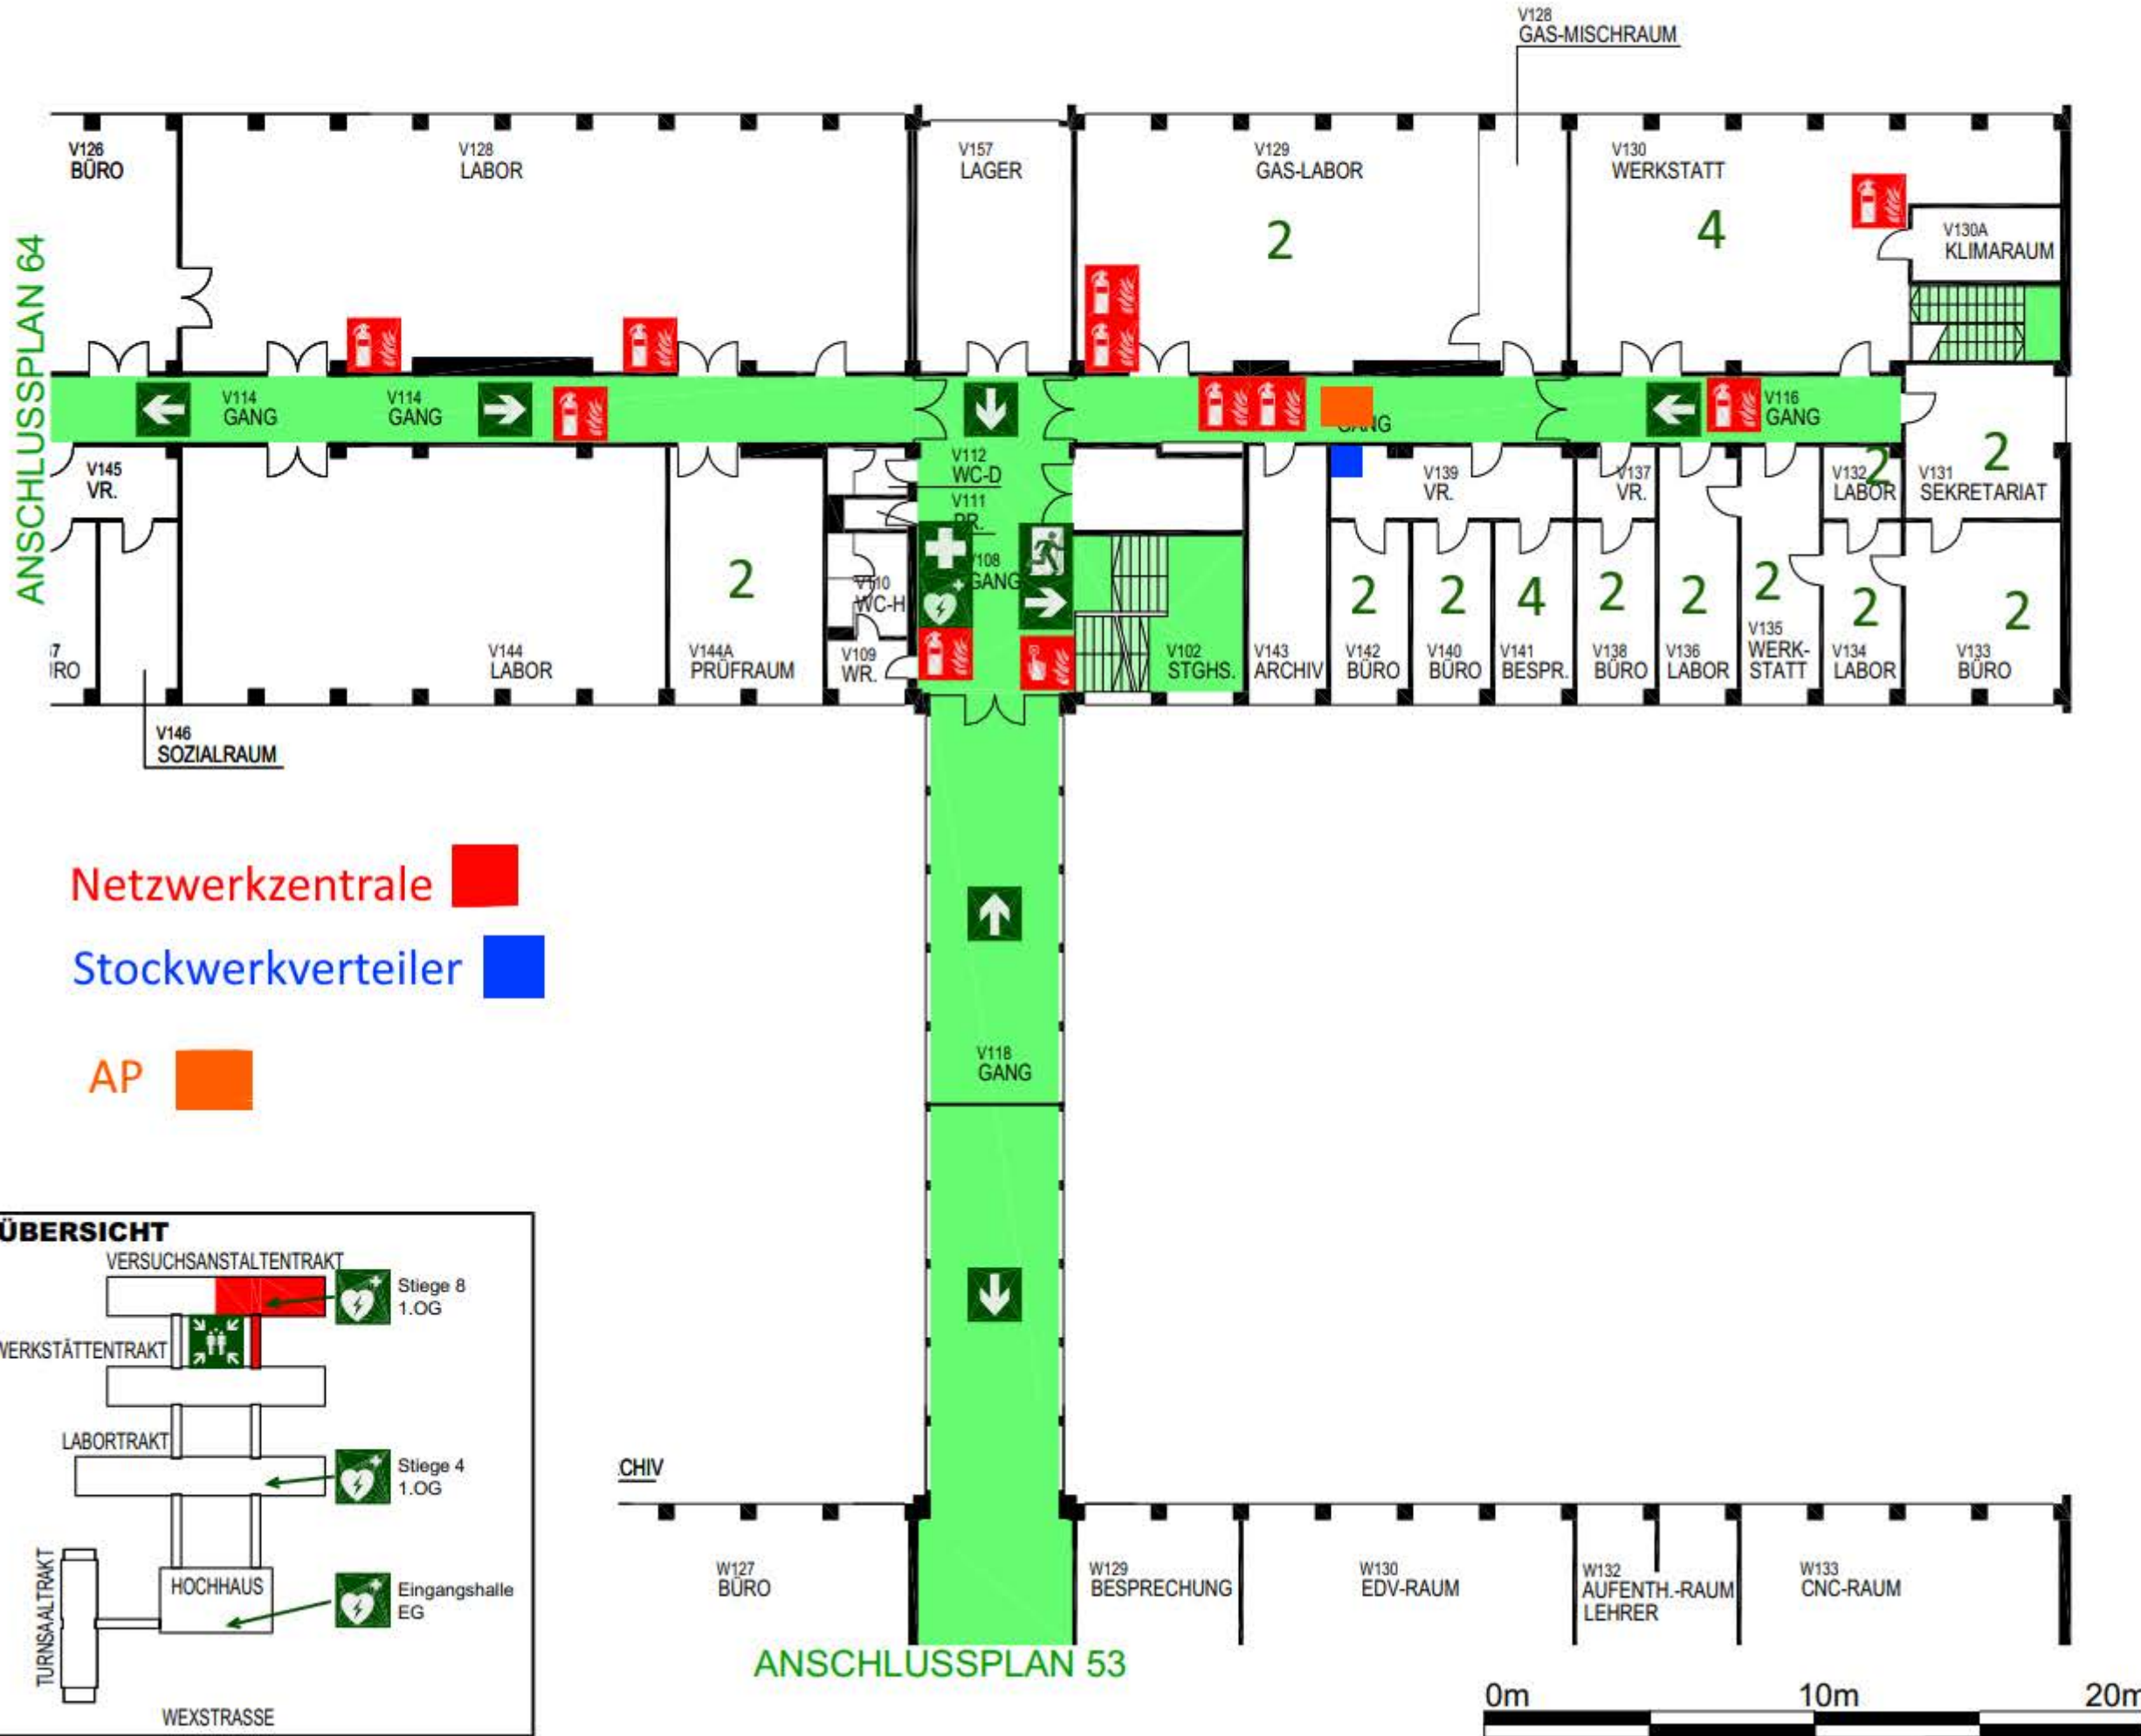 V128
GAS-MISCHRAUM
V126
BÜRO
V128
LABOR
V157
LAGER
V129
GAS-LABOR
V130
WERKSTATT
2
4
V130A
KLIMARAUM
ANSCHLUSSPLAN 64
V114
GANG
V114
GANG
GANG
V116
GANG
V145
VR.
V112
WC-D
V111
PR.
V108
GANG
V110
WC-H
V139
VR.
V137
VR.
V132
LABOR
2
V131
SEKRETARIAT
2
2
2
2
4
2
2
2
2
2
IRO
V144
LABOR
V144A
PRÜFRAUM
V109
WR.
V102
STGHS.
V143
ARCHIV
V142
BÜRO
V140
BÜRO
V141
BESPR.
V138
BÜRO
V136
LABOR
V135
WERK-
STATT
V134
LABOR
V133
BÜRO
V146
SOZIALRAUM
Netzwerkzentrale
Stockwerkverteiler
AP
V118
GANG
ÜBERSICHT
VERSUCHSANSTALTENTRAKT
Stiege 8
1.OG
WERKSTÄTTENTRAKT
LABORTRAKT
Stiege 4
1.OG
TURNSAALTRAKT
HOCHHAUS
Eingangshalle
EG
WEXSTRASSE
CHIV
W127
BÜRO
W129
BESPRECHUNG
W130
EDV-RAUM
W132
AUFENTH.-RAUM
LEHRER
W133
CNC-RAUM
ANSCHLUSSPLAN 53
0m 10m 20m